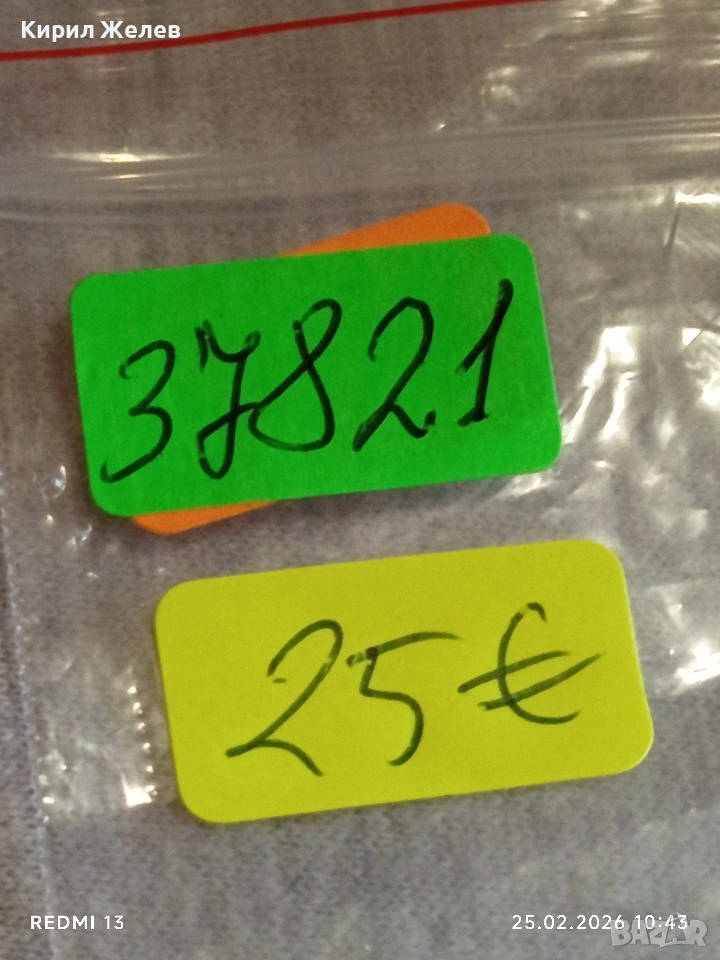 Кирил Желев
37821
25€
REDMI 13
25.02.2026 10:43
BAZAR